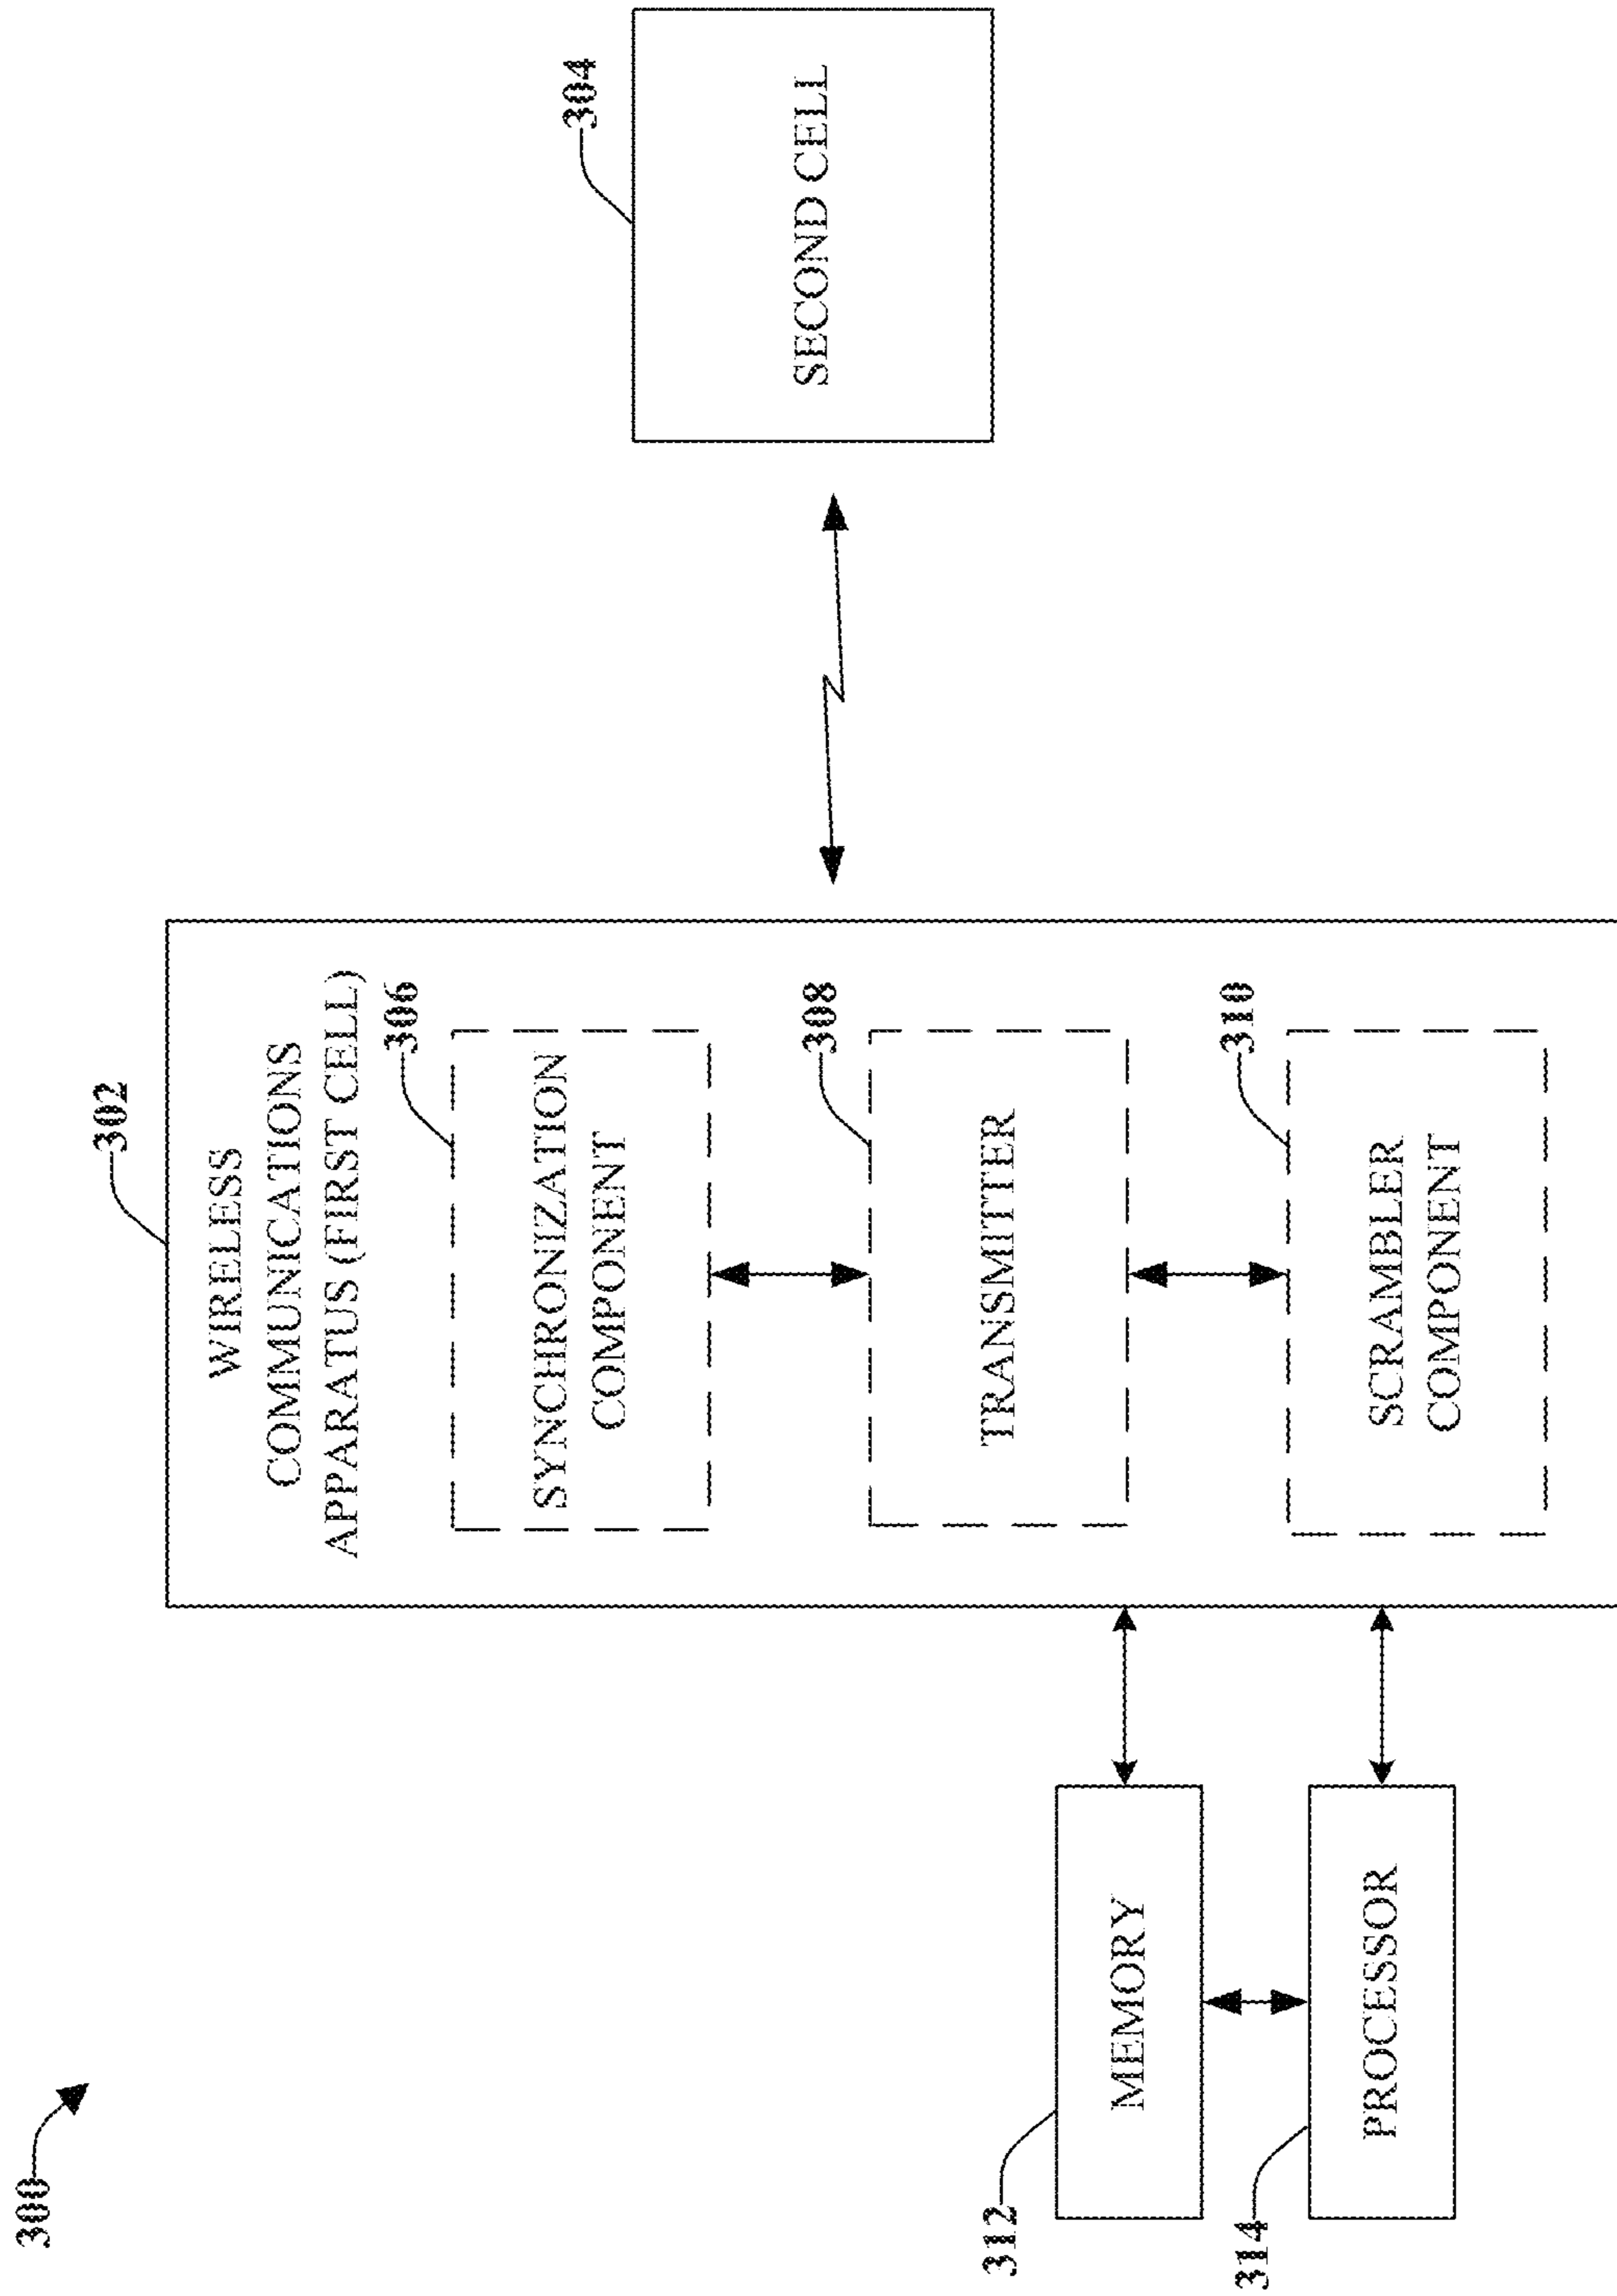 300
302
WIRELESS
COMMUNICATIONS
APPARATUS (FIRST CELL)
306
SYNCHRONIZATION
COMPONENT
308
TRANSMITTER
310
SCRAMBLER
COMPONENT
304
SECOND CELL
312
MEMORY
314
PROCESSOR